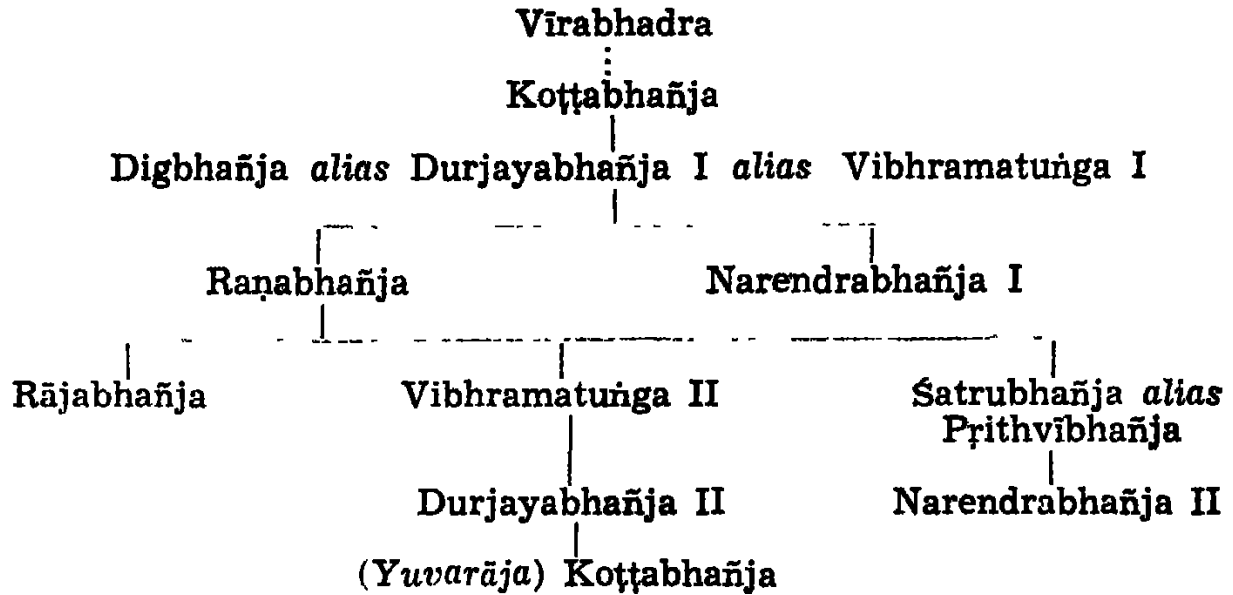 Vīrabhadra
Koṭṭabhañja
Digbhañja alias Durjayabhañja I alias Vibhramatuṅga I
Raṇabhañja Narendrabhañja I
Rājabhañja Vibhramatuṅga II Śatrubhañja alias
Pṛithvībhañja
Durjayabhañja II Narendrabhañja II
(Yuvarāja) Koṭṭabhañja